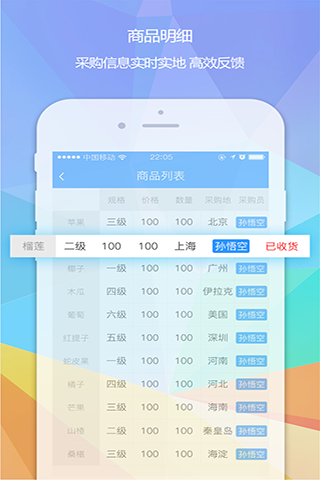 商品明细
采购信息实时实地 高效反馈
中国移动 22:05
商品列表
规格 价格 数量 采购地 采购员
苹果 三级 100 100 北京 孙悟空
榴莲 二级 100 100 上海 孙悟空 已收货
椰子 一级 100 100 广州 孙悟空
木瓜 四级 100 100 伊拉克 孙悟空
葡萄 六级 100 100 美国 孙悟空
红提子 五级 100 100 深圳 孙悟空
蛇皮果 一级 100 100 河南 孙悟空
橘子 四级 100 100 河北 孙悟空
芒果 三级 100 100 海南 孙悟空
山楂 二级 100 100 秦皇岛 孙悟空
桑椹 三级 100 100 海淀 孙悟空